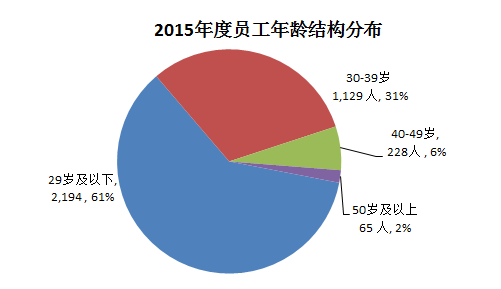 2015年度员工年龄结构分布
30-39岁
1,129 人, 31%
40-49岁,
228人 , 6%
29岁及以下,
2,194 , 61%
50岁及以上
65 人, 2%